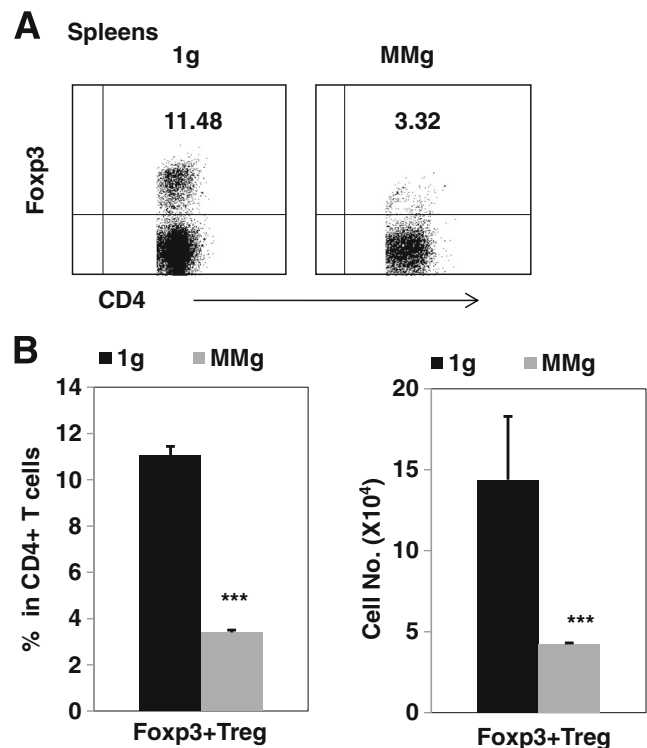 A Spleens
1g MMg
11.48 3.32
Foxp3
CD4
B
1g MMg
14
12
10
8
6
4
2
0
% in CD4+ T cells
***
Foxp3+Treg
1g MMg
20
15
10
5
0
Cell No. (X10⁴)
***
Foxp3+Treg